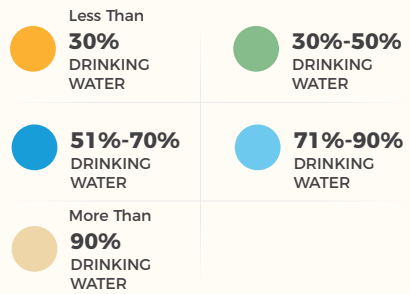 Less Than
30%
DRINKING
WATER
30%-50%
DRINKING
WATER
51%-70%
DRINKING
WATER
71%-90%
DRINKING
WATER
More Than
90%
DRINKING
WATER